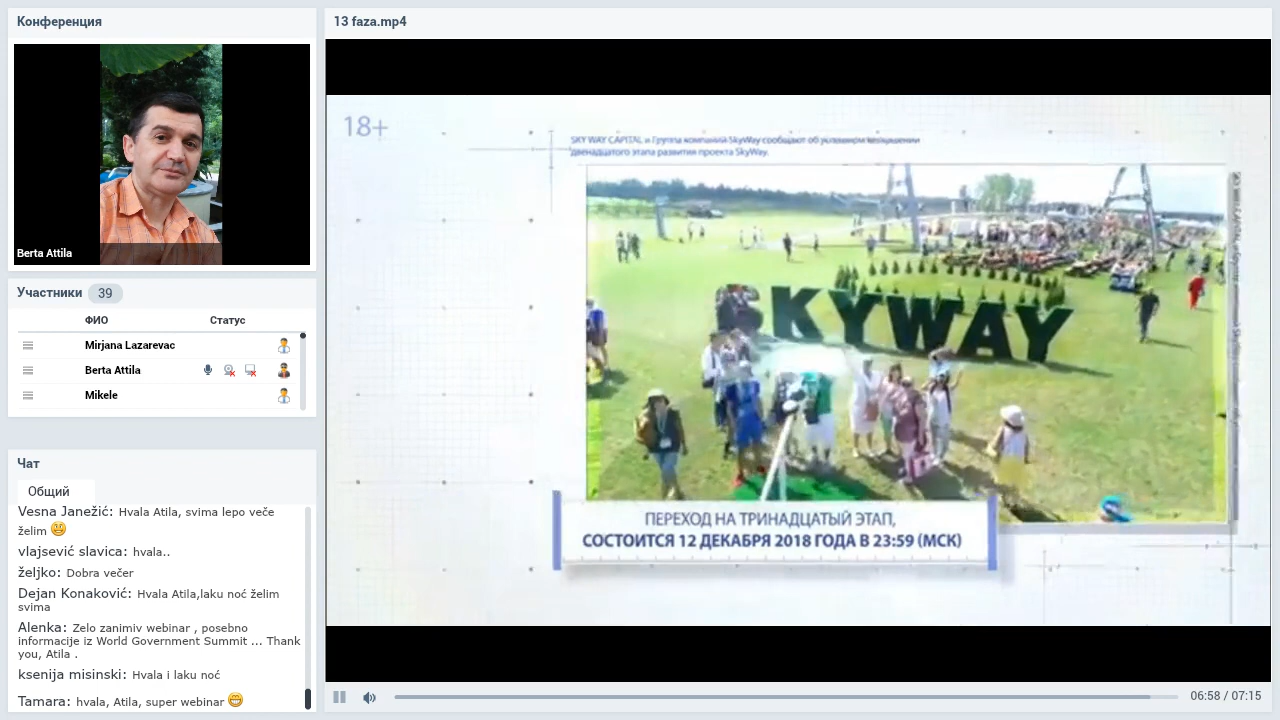 Конференция
Berta Attila
Участники 39
ФИО Статус
Mirjana Lazarevac
Berta Attila
Mikele
Чат
Общий
Vesna Janežić: Hvala Atila, svima lepo veče
želim
vlajsević slavica: hvala..
željko: Dobra večer
Dejan Konaković: Hvala Atila,laku noć želim
svima
Alenka: Zelo zanimiv webinar , posebno
informacije iz World Government Summit ... Thank
you, Atila .
ksenija misinski: Hvala i laku noć
Tamara: hvala, Atila, super webinar
13 faza.mp4
18+
SKY WAY CAPITAL и Группа компаний SkyWay сообщают об успешном завершении
двенадцатого этапа развития проекта SkyWay.
SKYWAY
ПЕРЕХОД НА ТРИНАДЦАТЫЙ ЭТАП,
СОСТОИТСЯ 12 ДЕКАБРЯ 2018 ГОДА В 23:59 (МСК)
06:58 / 07:15